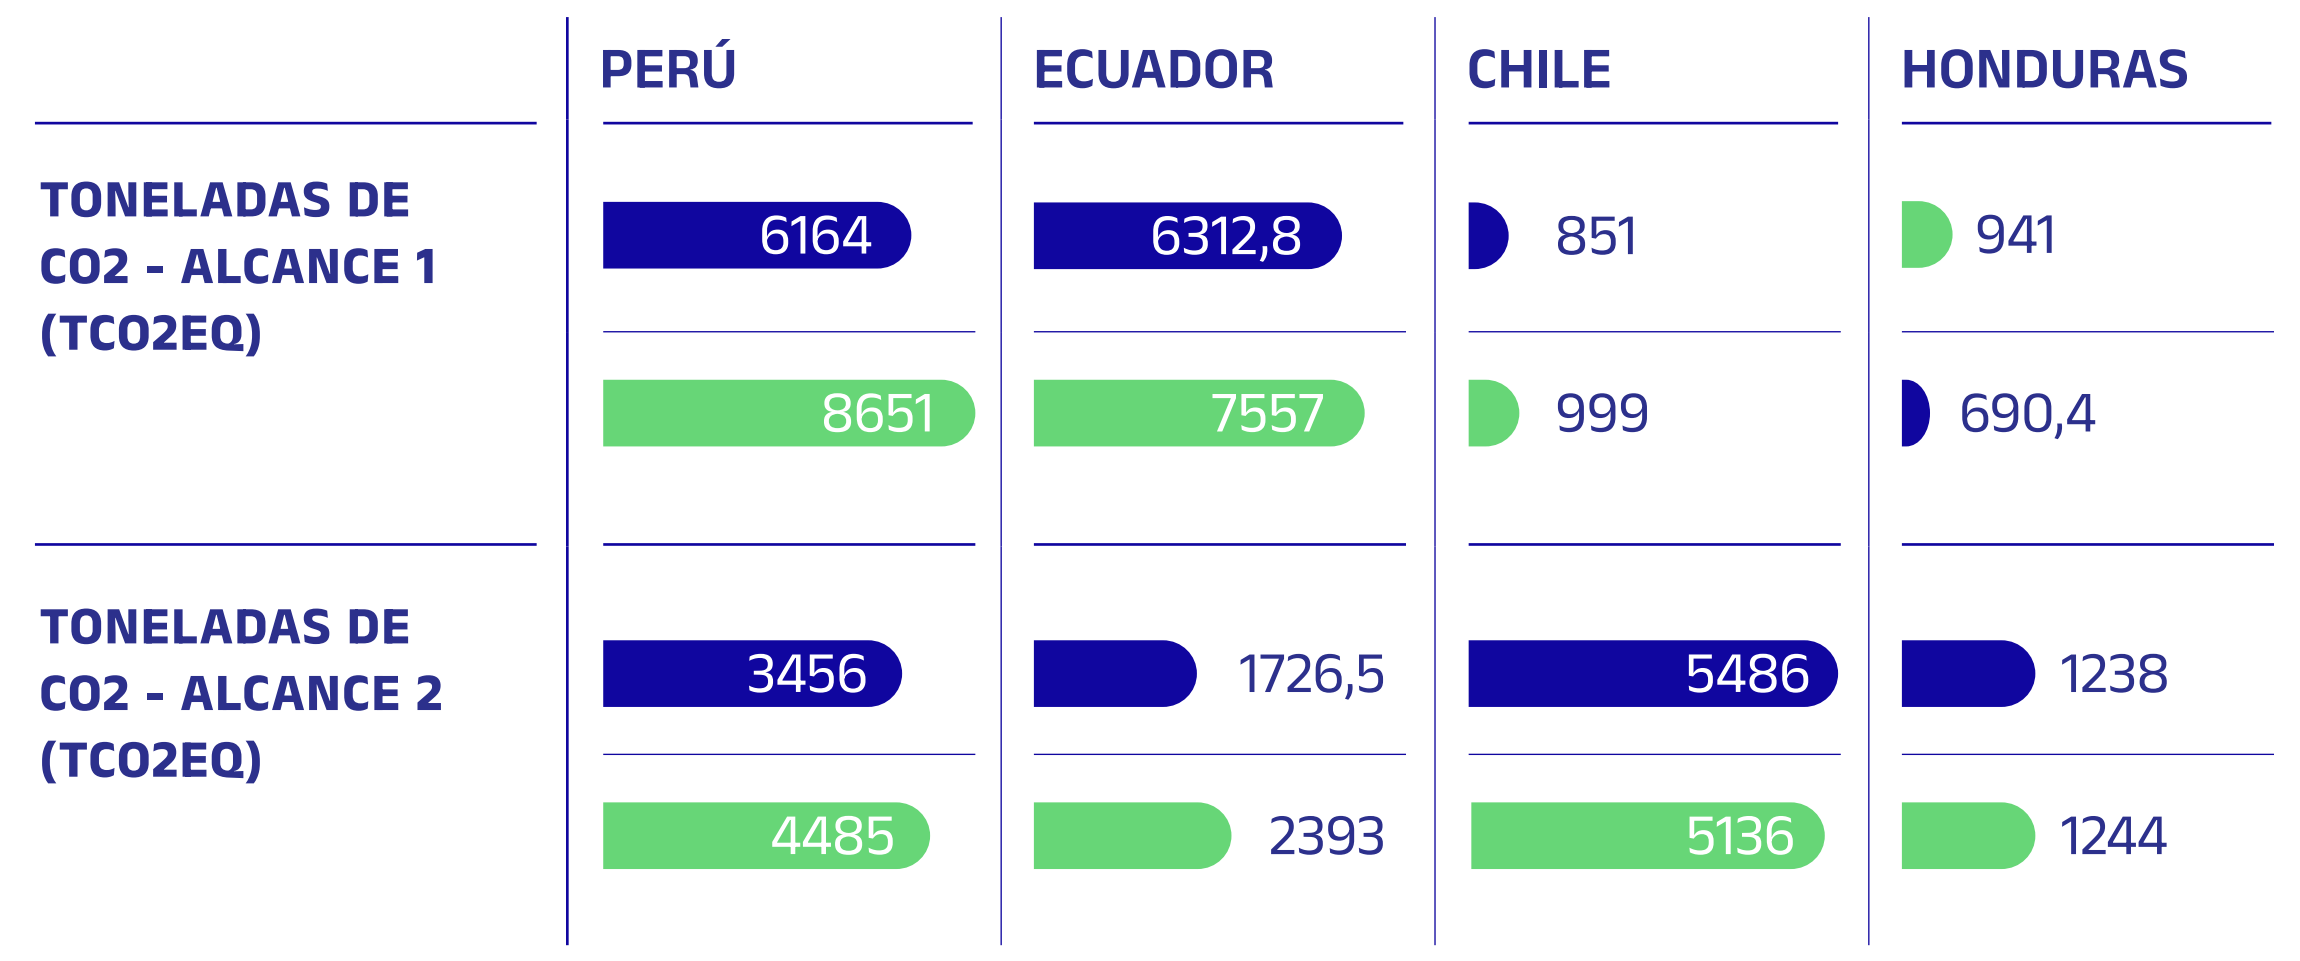 PERÚ ECUADOR CHILE HONDURAS
TONELADAS DE
CO2 - ALCANCE 1
(TCO2EQ)
6164 6312,8 851 941
8651 7557 999 690,4
TONELADAS DE
CO2 - ALCANCE 2
(TCO2EQ)
3456 1726,5 5486 1238
4485 2393 5136 1244